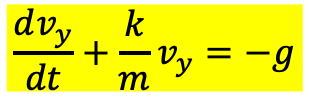 dv_y/dt + k/m v_y = −g